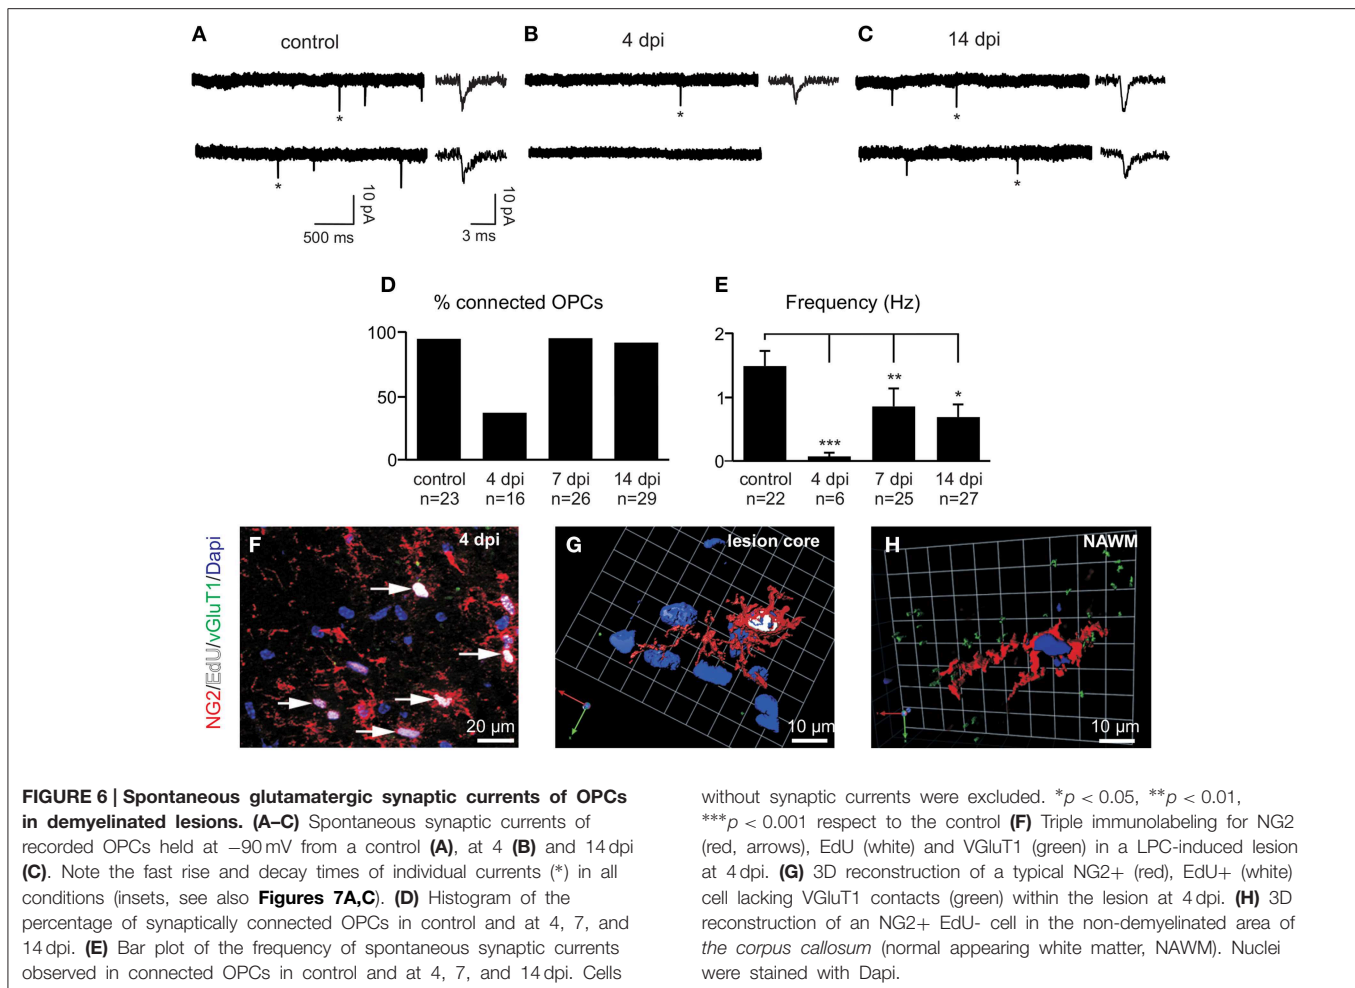 A
control
B
4 dpi
C
14 dpi
*
*
*
*
*
10 pA
500 ms
10 pA
3 ms
D
% connected OPCs
100
50
0
control
n=23
4 dpi
n=16
7 dpi
n=26
14 dpi
n=29
E
Frequency (Hz)
2
1
0
***
**
*
control
n=22
4 dpi
n=6
7 dpi
n=25
14 dpi
n=27
NG2/EdU/vGluT1/Dapi
F
4 dpi
20 µm
G
lesion core
10 µm
H
NAWM
10 µm
FIGURE 6 | Spontaneous glutamatergic synaptic currents of OPCs
in demyelinated lesions. (A–C) Spontaneous synaptic currents of
recorded OPCs held at −90 mV from a control (A), at 4 (B) and 14 dpi
(C). Note the fast rise and decay times of individual currents (*) in all
conditions (insets, see also Figures 7A,C). (D) Histogram of the
percentage of synaptically connected OPCs in control and at 4, 7, and
14 dpi. (E) Bar plot of the frequency of spontaneous synaptic currents
observed in connected OPCs in control and at 4, 7, and 14 dpi. Cells
without synaptic currents were excluded. *p < 0.05, **p < 0.01,
***p < 0.001 respect to the control (F) Triple immunolabeling for NG2
(red, arrows), EdU (white) and VGluT1 (green) in a LPC-induced lesion
at 4 dpi. (G) 3D reconstruction of a typical NG2+ (red), EdU+ (white)
cell lacking VGluT1 contacts (green) within the lesion at 4 dpi. (H) 3D
reconstruction of an NG2+ EdU- cell in the non-demyelinated area of
the corpus callosum (normal appearing white matter, NAWM). Nuclei
were stained with Dapi.